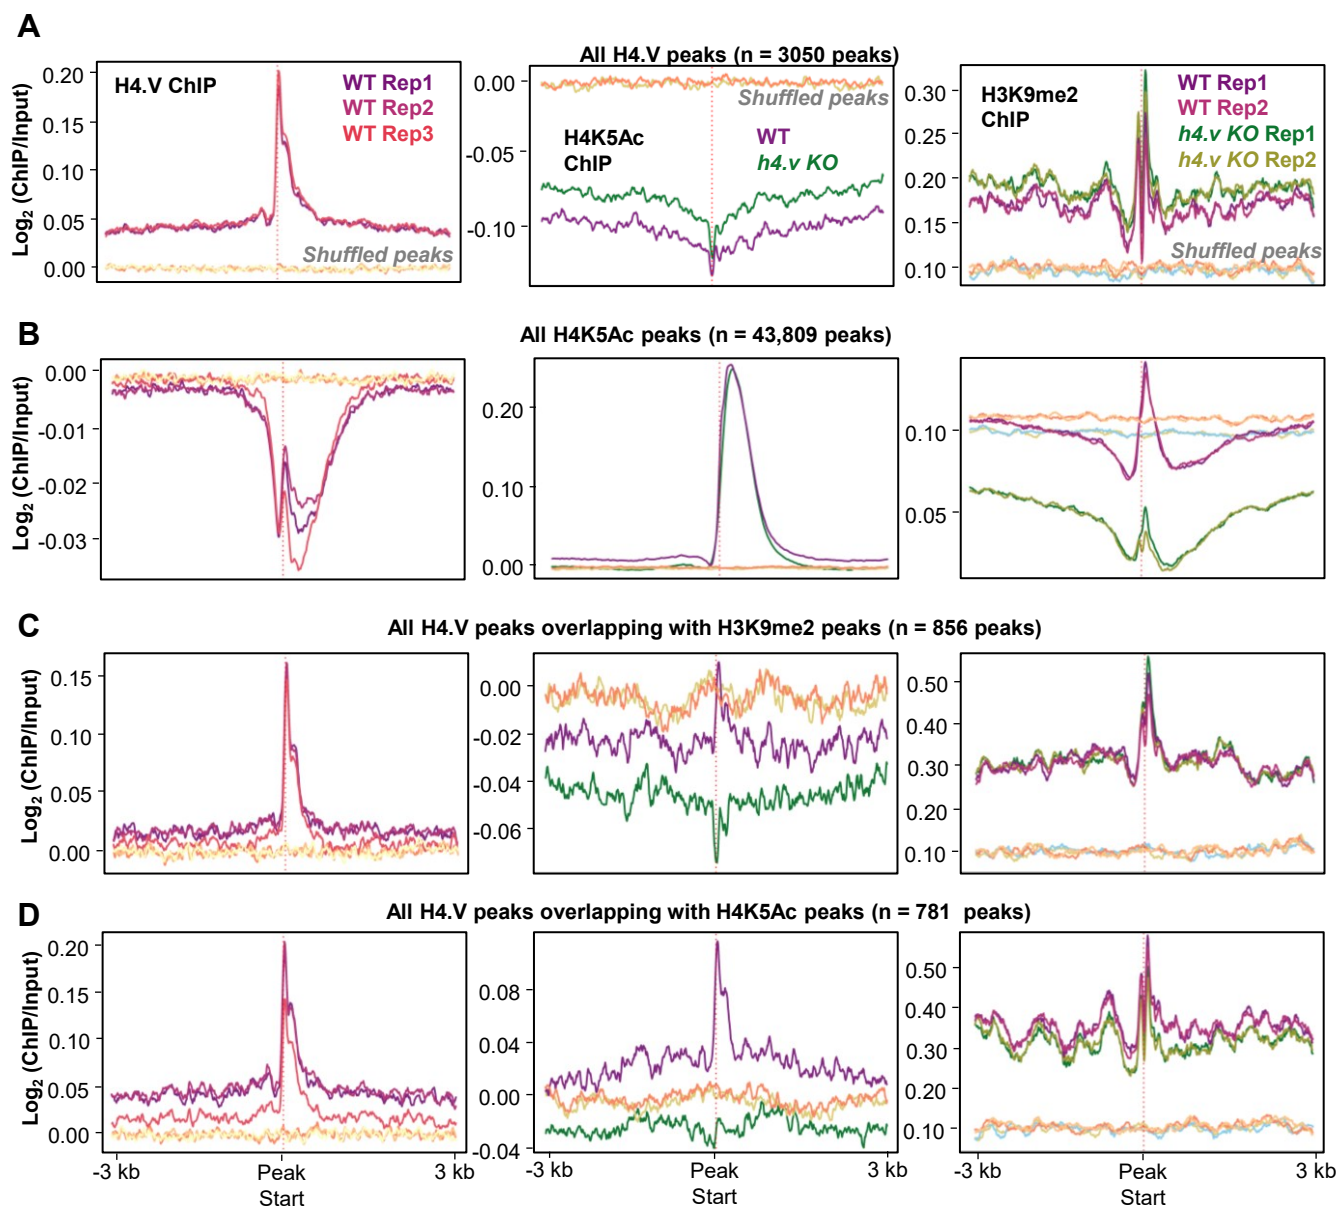 A
All H4.V peaks (n = 3050 peaks)
Log2 (ChIP/Input)
0.20
0.15
0.10
0.05
0.00
H4.V ChIP
WT Rep1
WT Rep2
WT Rep3
Shuffled peaks
0.00
-0.05
-0.10
Shuffled peaks
H4K5Ac
ChIP
WT
h4.v KO
0.30
0.20
0.15
0.10
H3K9me2
ChIP
WT Rep1
WT Rep2
h4.v KO Rep1
h4.v KO Rep2
Shuffled peaks
B
All H4K5Ac peaks (n = 43,809 peaks)
Log2 (ChIP/Input)
0.00
-0.01
-0.02
-0.03
0.20
0.10
0.00
0.10
0.05
C
All H4.V peaks overlapping with H3K9me2 peaks (n = 856 peaks)
Log2 (ChIP/Input)
0.15
0.10
0.05
0.00
0.00
-0.02
-0.04
-0.06
0.50
0.40
0.30
0.20
0.10
D
All H4.V peaks overlapping with H4K5Ac peaks (n = 781 peaks)
Log2 (ChIP/Input)
0.20
0.15
0.10
0.05
0.00
0.08
0.04
0.00
-0.04
0.50
0.40
0.30
0.20
0.10
-3 kb
Peak
Start
3 kb
-3 kb
Peak
Start
3 kb
-3 kb
Peak
Start
3 kb